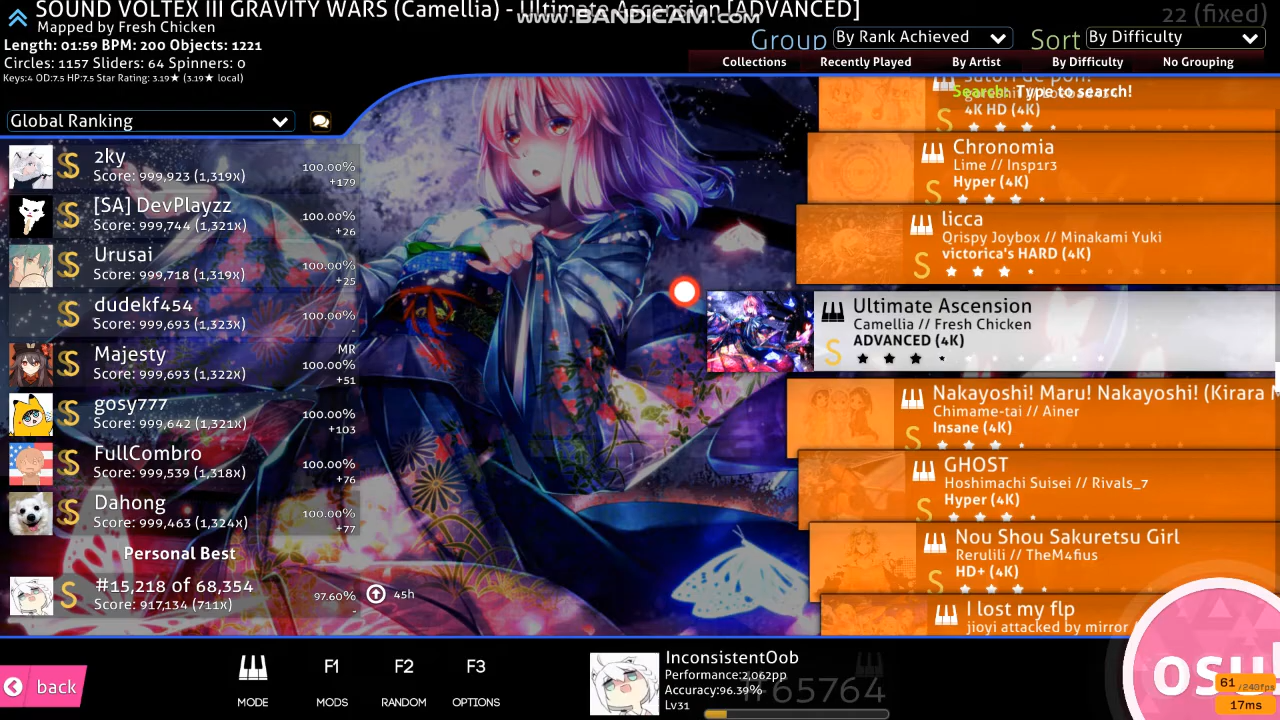 SOUND VOLTEX III GRAVITY WARS (Camellia) - Ultimate Ascension [ADVANCED]
www.BANDICAM.com
22 (fixed)
Mapped by Fresh Chicken
Length: 01:59 BPM: 200 Objects: 1221
Circles: 1157 Sliders: 64 Spinners: 0
Keys:4 OD:7.5 HP:7.5 Star Rating: 3.19★ (3.19★ local)
Group By Rank Achieved
Sort By Difficulty
Collections Recently Played By Artist By Difficulty No Grouping
Search: Type to search!
Global Ranking
2ky
Score: 999,923 (1,319x)
100.00%
+179
[SA] DevPlayzz
Score: 999,744 (1,321x)
100.00%
+26
Urusai
Score: 999,718 (1,319x)
100.00%
+25
dudekf454
Score: 999,693 (1,323x)
100.00%
-
Majesty
Score: 999,693 (1,322x)
MR
100.00%
+51
gosy777
Score: 999,642 (1,321x)
100.00%
+103
FullCombro
Score: 999,539 (1,318x)
100.00%
+76
Dahong
Score: 999,463 (1,324x)
100.00%
+77
Personal Best
#15,218 of 68,354
Score: 917,134 (711x)
97.60%
-
45h
4K HD (4K)
S
Chronomia
Lime // Insp1r3
Hyper (4K)
S
licca
Qrispy Joybox // Minakami Yuki
victorica's HARD (4K)
S
Ultimate Ascension
Camellia // Fresh Chicken
ADVANCED (4K)
S
Nakayoshi! Maru! Nakayoshi! (Kirara M
Chimame-tai // Ainer
Insane (4K)
S
GHOST
Hoshimachi Suisei // Rivals_7
Hyper (4K)
S
Nou Shou Sakuretsu Girl
Rerulili // TheM4fius
HD+ (4K)
S
I lost my flp
jioyi attacked by mirror
back
MODE
F1
MODS
F2
RANDOM
F3
OPTIONS
InconsistentOob
Performance:2,062pp
Accuracy:96.39%
Lv31
#65764
osu!
61 /240fps
17ms